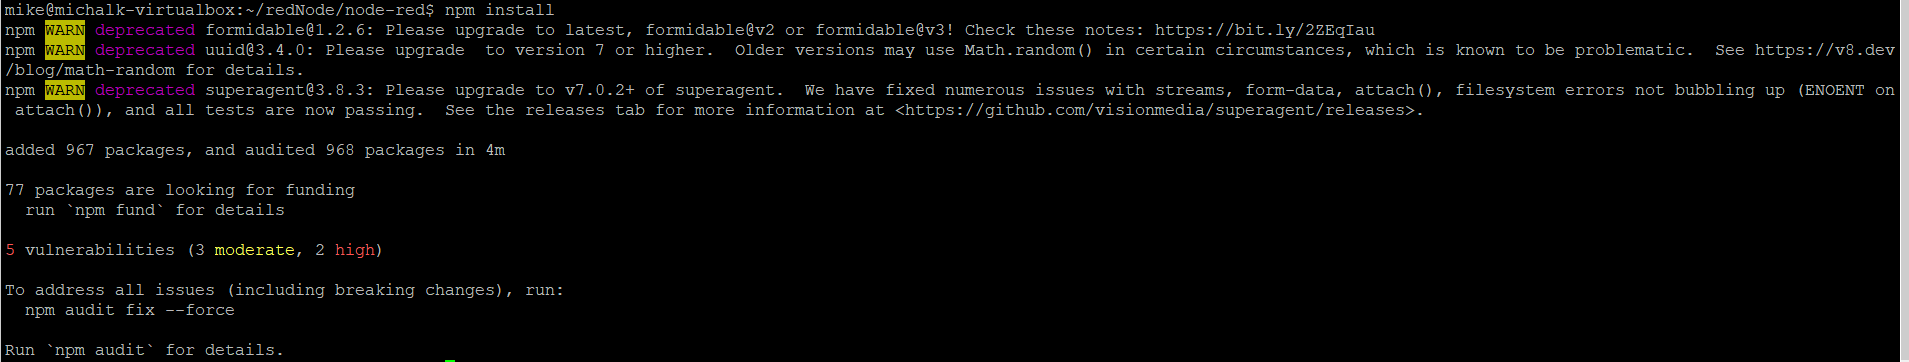 mike@michalk-virtualbox:~/redNode/node-red$ npm install
npm WARN deprecated formidable@1.2.6: Please upgrade to latest, formidable@v2 or formidable@v3! Check these notes: https://bit.ly/2ZEqIau
npm WARN deprecated uuid@3.4.0: Please upgrade  to version 7 or higher.  Older versions may use Math.random() in certain circumstances, which is known to be problematic.  See https://v8.dev
/blog/math-random for details.
npm WARN deprecated superagent@3.8.3: Please upgrade to v7.0.2+ of superagent.  We have fixed numerous issues with streams, form-data, attach(), filesystem errors not bubbling up (ENOENT on
 attach()), and all tests are now passing.  See the releases tab for more information at <https://github.com/visionmedia/superagent/releases>.
added 967 packages, and audited 968 packages in 4m
77 packages are looking for funding
  run `npm fund` for details
5 vulnerabilities (3 moderate, 2 high)
To address all issues (including breaking changes), run:
  npm audit fix --force
Run `npm audit` for details.